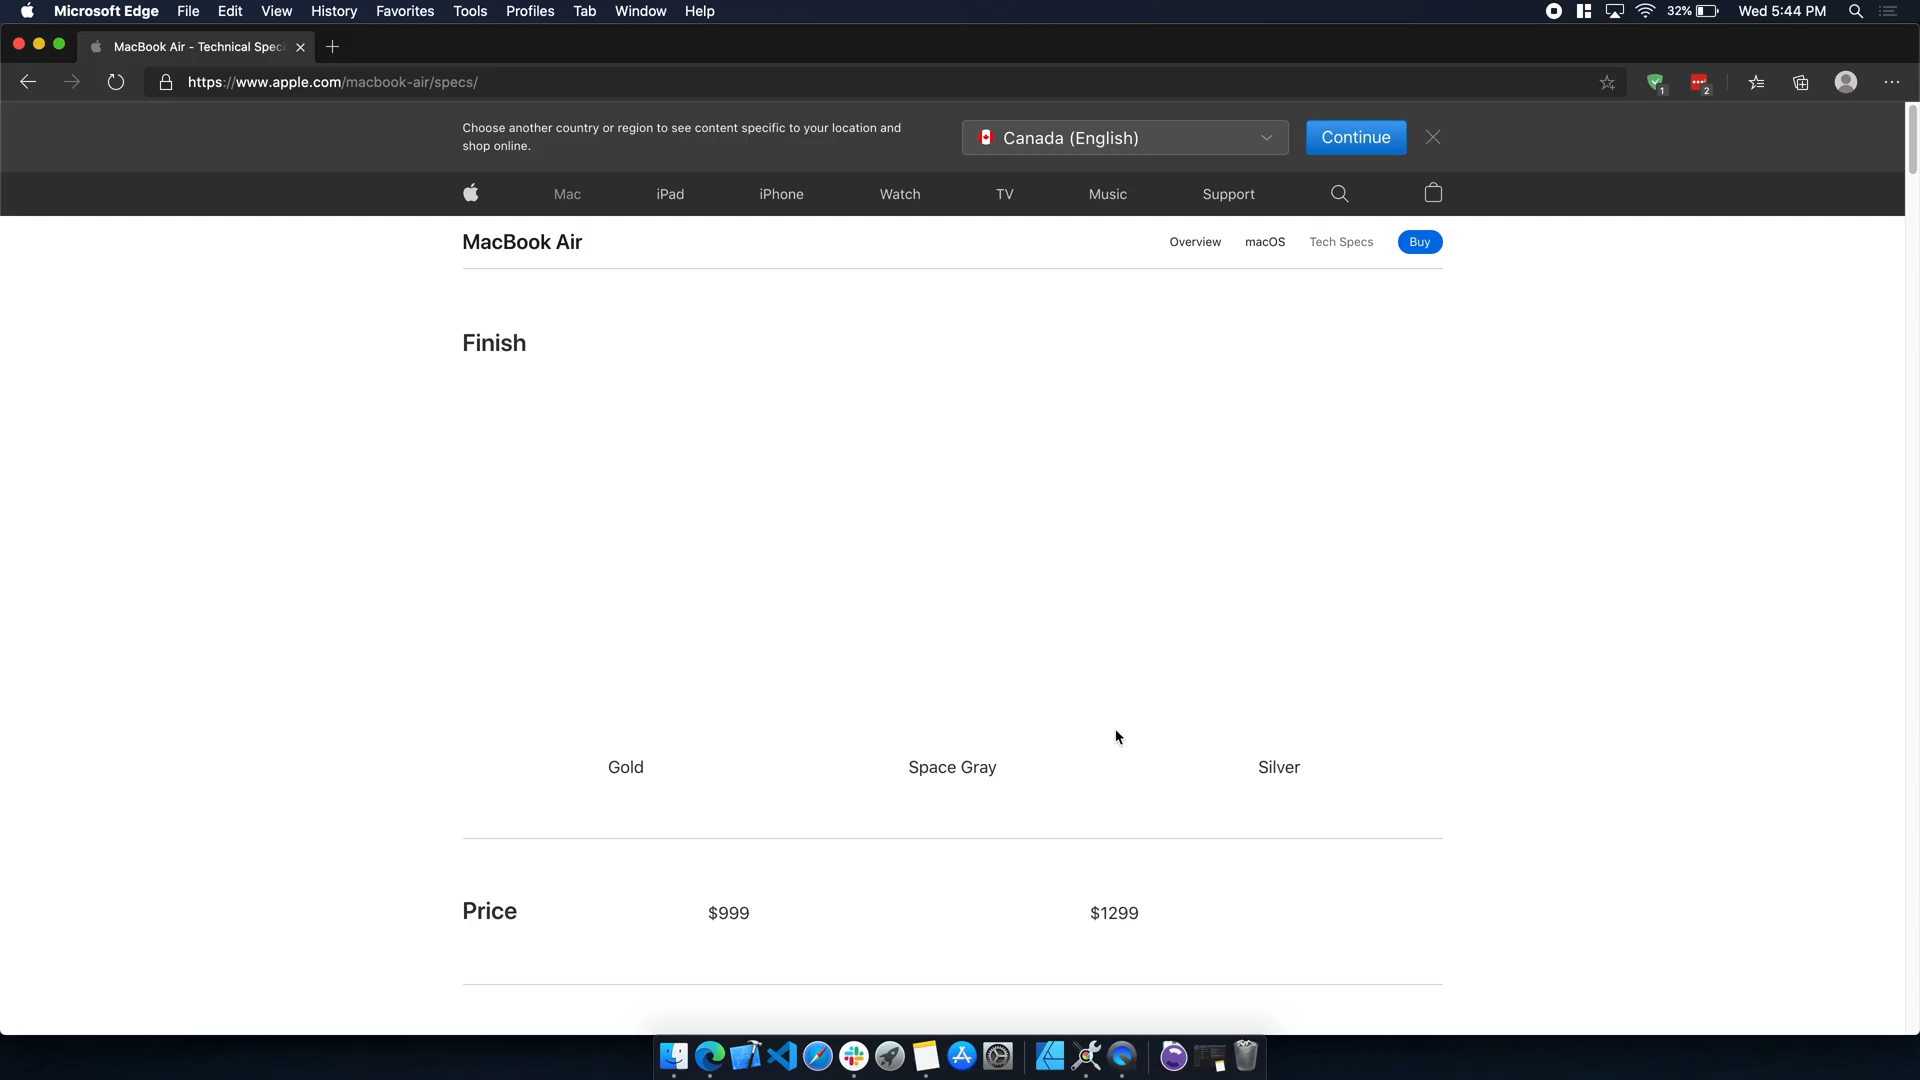 Microsoft Edge File Edit View History Favorites Tools Profiles Tab Window Help 32% Wed 5:44 PM
MacBook Air - Technical Speci
https://www.apple.com/macbook-air/specs/
1
2
Choose another country or region to see content specific to your location and
shop online.
Canada (English)
Continue
Mac iPad iPhone Watch TV Music Support
MacBook Air
Overview macOS Tech Specs Buy
Finish
Gold Space Gray Silver
Price $999 $1299